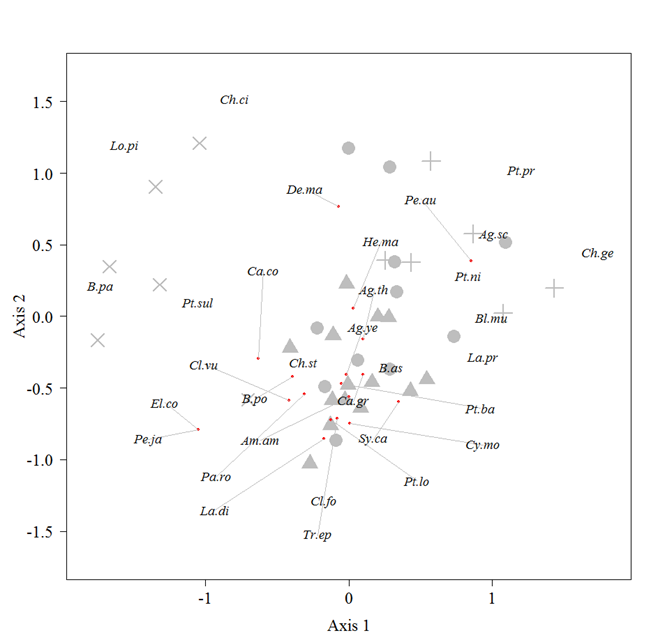 Ch.ci
1.5
Lo.pi
Pt.pr
1.0
De.ma
Pe.au
0.5
He.ma
Ag.sc
Ch.ge
Ca.co
Pt.ni
B.pa
Ag.th
Pt.sul
0.0
Bl.mu
Ag.ye
Axis 2
La.pr
Cl.vu
Ch.st
B.as
-0.5
El.co
B.po
Ca.gr
Pt.ba
Pe.ja
Am.am
Sy.ca
Cy.mo
-1.0
Pa.ro
Pt.lo
La.di
Cl.fo
Tr.ep
-1.5
-1
0
1
Axis 1